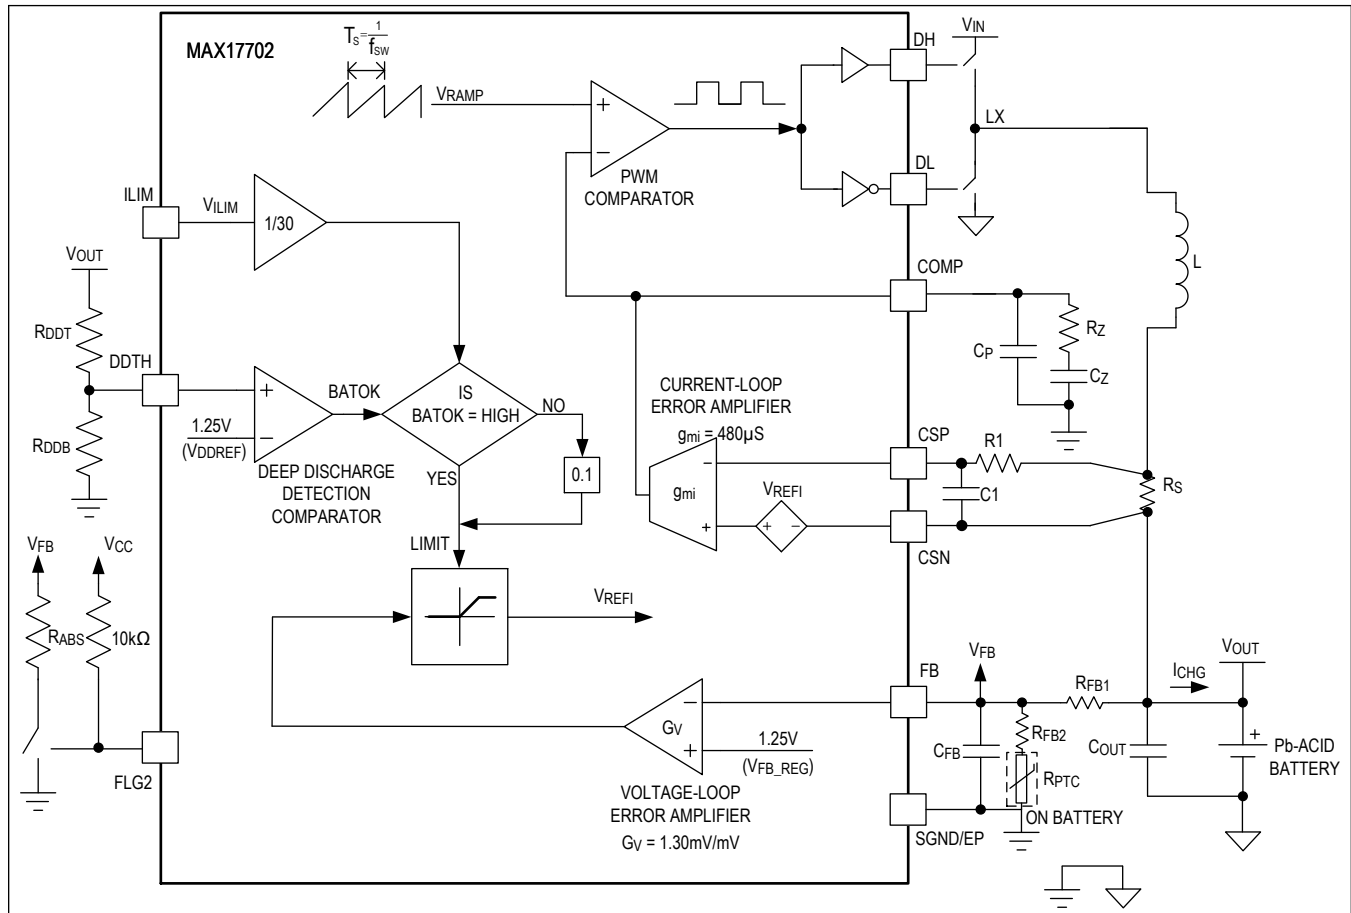 MAX17702
TS= 1/fSW
VRAMP
+
−
PWM
COMPARATOR
DH
VIN
LX
DL
L
ILIM
VILIM
1/30
VOUT
RDDT
DDTH
RDDB
+
−
1.25V
(VDDREF)
BATOK
DEEP DISCHARGE
DETECTION
COMPARATOR
IS
BATOK = HIGH
NO
YES
0.1
LIMIT
VREFI
COMP
RZ
CP
CZ
CURRENT-LOOP
ERROR AMPLIFIER
gmi = 480µS
gmi
−
+
VREFI
+ −
CSP
R1
C1
CSN
RS
VFB
VCC
RABS
10kΩ
FLG2
GV
−
+
1.25V
(VFB_REG)
VOLTAGE-LOOP
ERROR AMPLIFIER
GV = 1.30mV/mV
FB
VFB
RFB1
ICHG
VOUT
CFB
RFB2
RPTC
ON BATTERY
COUT
+
Pb-ACID
BATTERY
SGND/EP